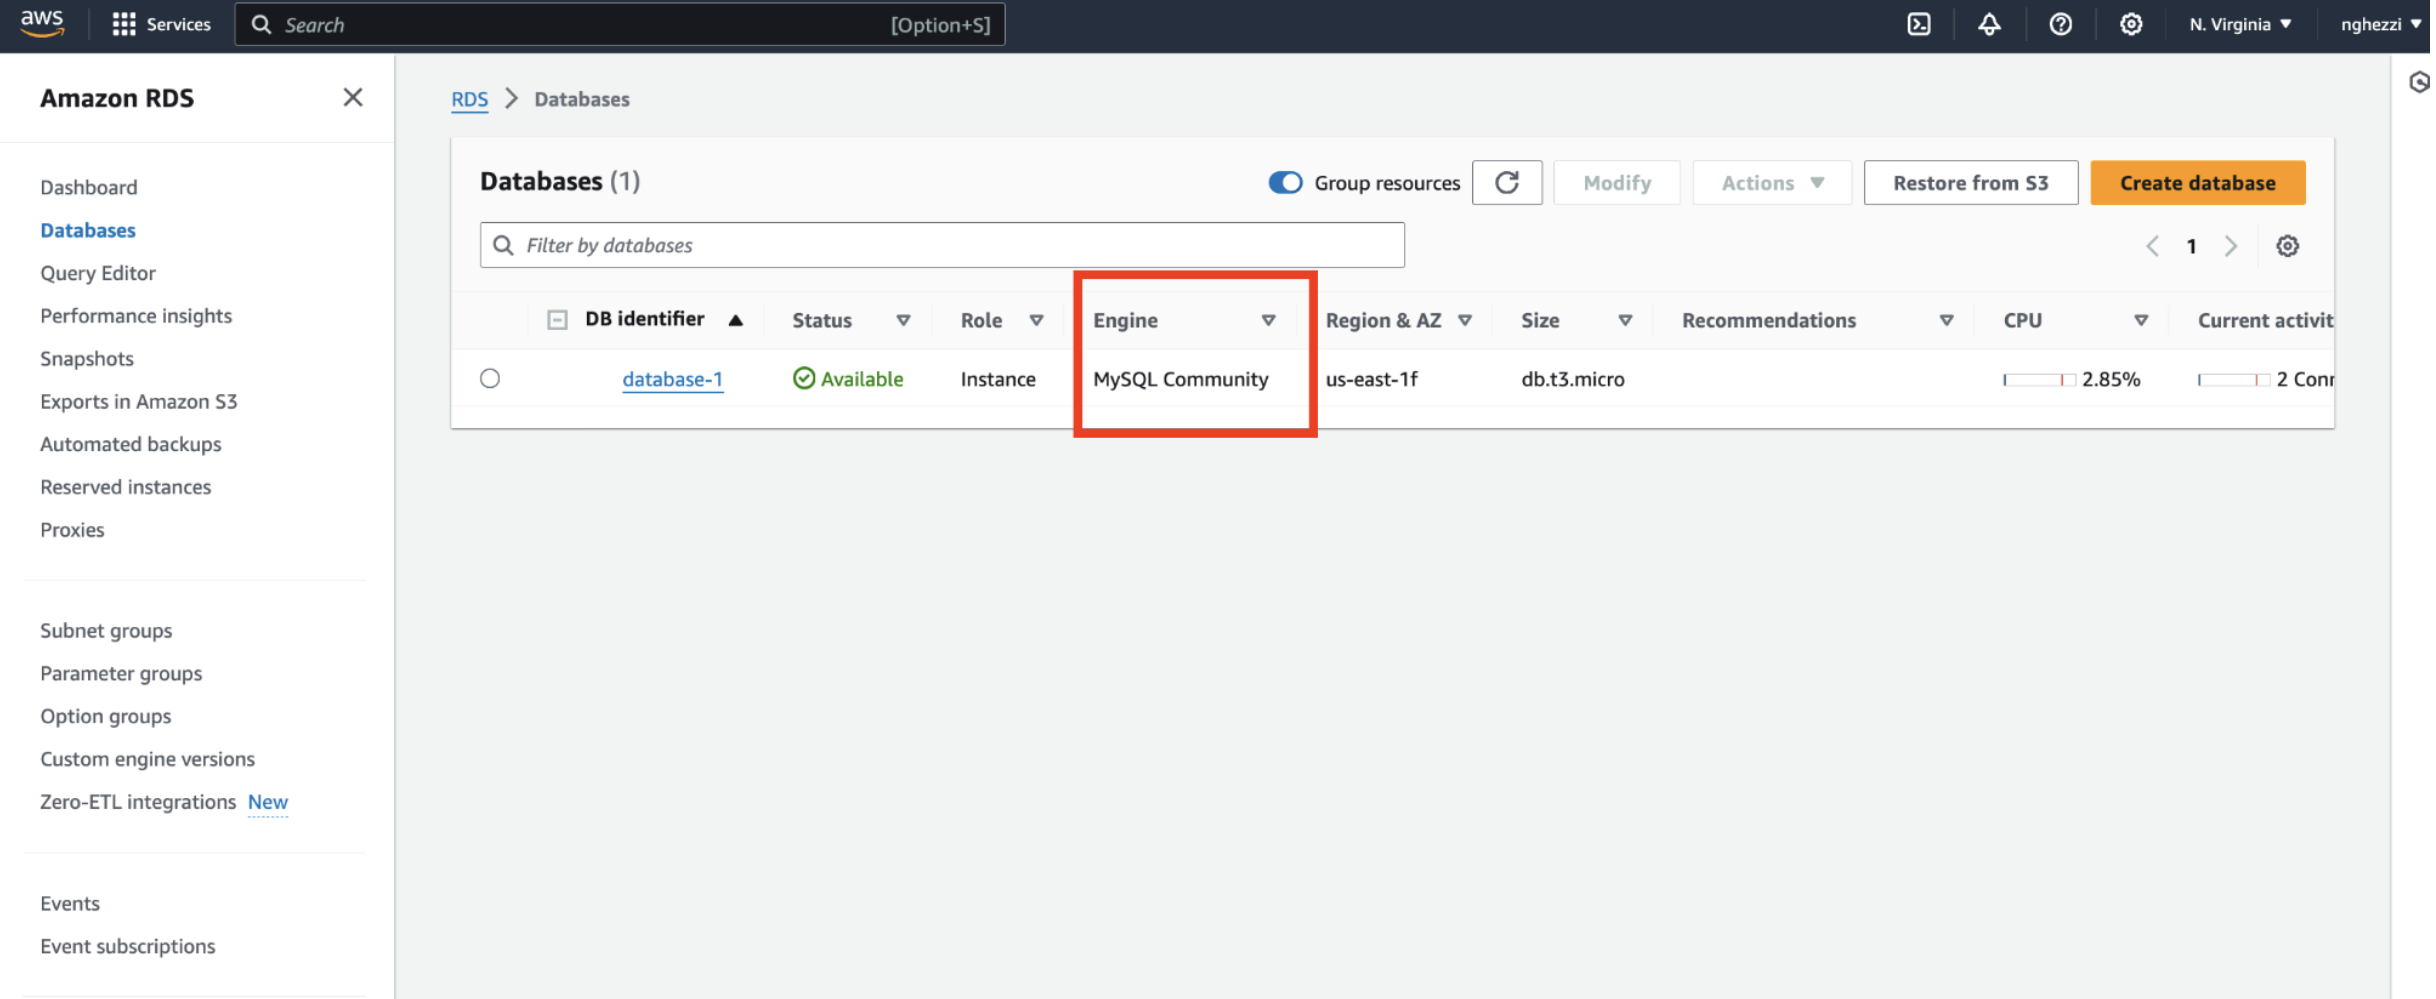 aws Services Search [Option+S] N. Virginia nghezzi
Amazon RDS
Dashboard
Databases
Query Editor
Performance insights
Snapshots
Exports in Amazon S3
Automated backups
Reserved instances
Proxies
Subnet groups
Parameter groups
Option groups
Custom engine versions
Zero-ETL integrations New
Events
Event subscriptions
RDS Databases
Databases (1) Group resources Modify Actions Restore from S3 Create database
Filter by databases 1
DB identifier Status Role Engine Region & AZ Size Recommendations CPU Current activit
database-1 Available Instance MySQL Community us-east-1f db.t3.micro 2.85% 2 Conn